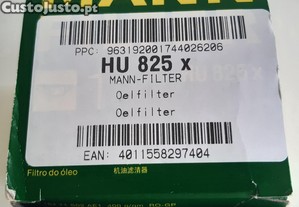 CustoJusto.pt
PPC: 963192001744026206
HU 825 x
MANN-FILTER
Oelfilter
Oelfilter
EAN: 4011558297404
Filtro do óleo
机油滤清器